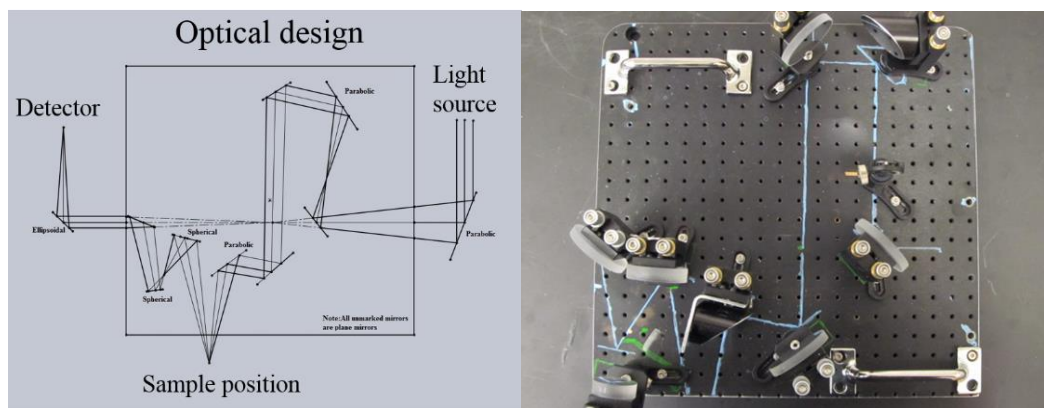 Optical design
Light
source
Detector
Parabolic
Ellipsoidal
Spherical
Parabolic
Parabolic
Spherical
Note:All unmarked mirrors
are plane mirrors
Sample position